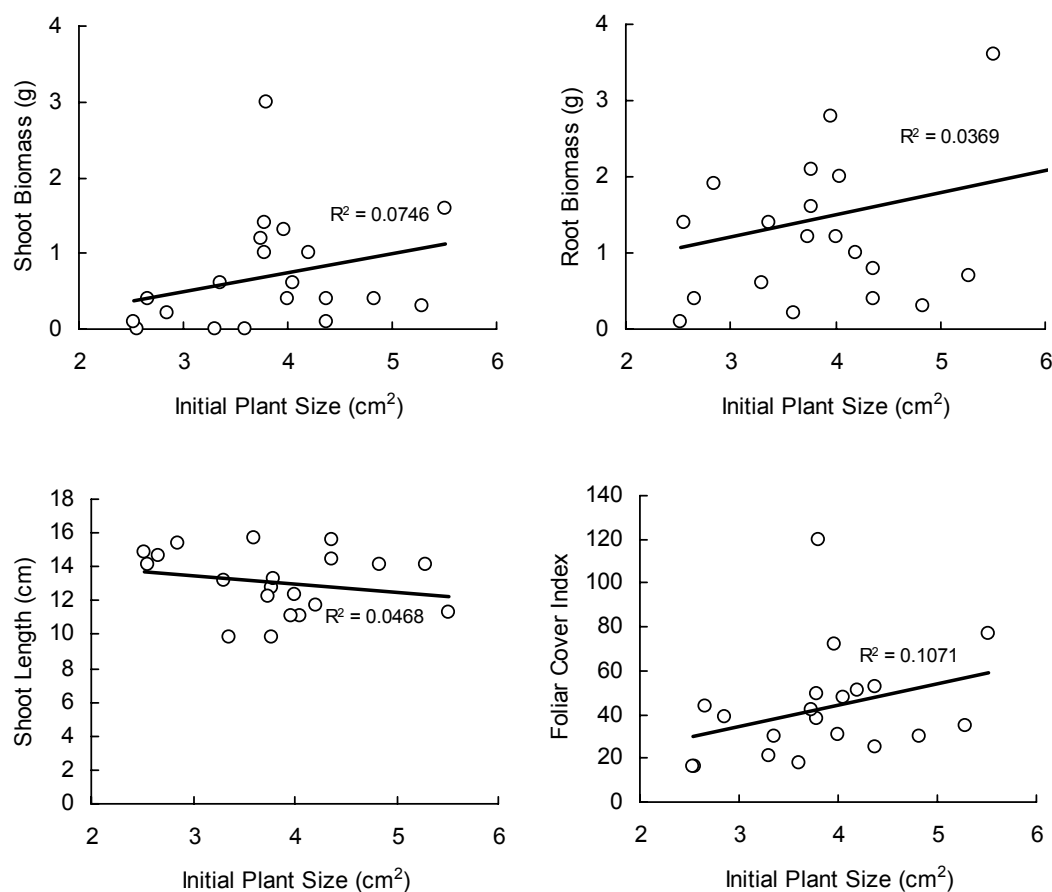 Shoot Biomass (g)
4
3
2
1
0
R² = 0.0746
2 3 4 5 6
Initial Plant Size (cm²)
Root Biomass (g)
4
3
2
1
0
R² = 0.0369
2 3 4 5 6
Initial Plant Size (cm²)
Shoot Length (cm)
18
16
14
12
10
8
6
4
2
0
R² = 0.0468
2 3 4 5 6
Initial Plant Size (cm²)
Foliar Cover Index
140
120
100
80
60
40
20
0
R² = 0.1071
2 3 4 5 6
Initial Plant Size (cm²)